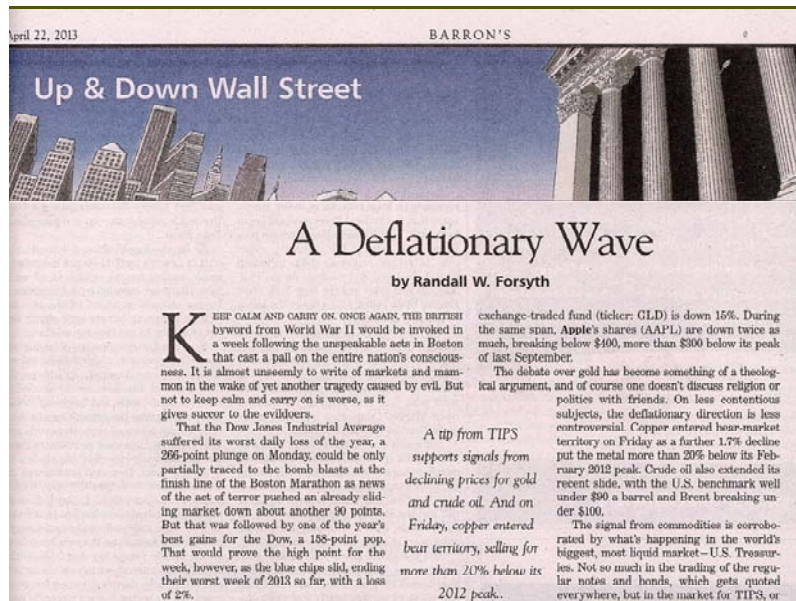 April 22, 2013
BARRON'S
Up & Down Wall Street
A Deflationary Wave
by Randall W. Forsyth
KEEP CALM AND CARRY ON. ONCE AGAIN, THE BRITISH
byword from World War II would be invoked in
a week following the unspeakable acts in Boston
that cast a pall on the entire nation's conscious-
ness. It is almost unseemly to write of markets and mam-
mon in the wake of yet another tragedy caused by evil. But
not to keep calm and carry on is worse, as it
gives succor to the evildoers.
That the Dow Jones Industrial Average
suffered its worst daily loss of the year, a
266-point plunge on Monday, could be only
partially traced to the bomb blasts at the
finish line of the Boston Marathon as news
of the act of terror pushed an already slid-
ing market down about another 90 points.
But that was followed by one of the year's
best gains for the Dow, a 158-point pop.
That would prove the high point for the
week, however, as the blue chips slid, ending
their worst week of 2013 so far, with a loss
of 2%.
A tip from TIPS
supports signals from
declining prices for gold
and crude oil. And on
Friday, copper entered
bear territory, selling for
more than 20% below its
2012 peak..
exchange-traded fund (ticker: GLD) is down 15%. During
the same span, Apple's shares (AAPL) are down twice as
much, breaking below $400, more than $300 below its peak
of last September.
The debate over gold has become something of a theolog-
ical argument, and of course one doesn't discuss religion or
politics with friends. On less contentious
subjects, the deflationary direction is less
controversial. Copper entered bear-market
territory on Friday as a further 1.7% decline
put the metal more than 20% below its Feb-
ruary 2012 peak. Crude oil also extended its
recent slide, with the U.S. benchmark well
under $90 a barrel and Brent breaking un-
der $100.
The signal from commodities is corrobo-
rated by what's happening in the world's
biggest, most liquid market—U.S. Treasur-
ies. Not so much in the trading of the regu-
lar notes and bonds, which gets quoted
everywhere, but in the market for TIPS, or